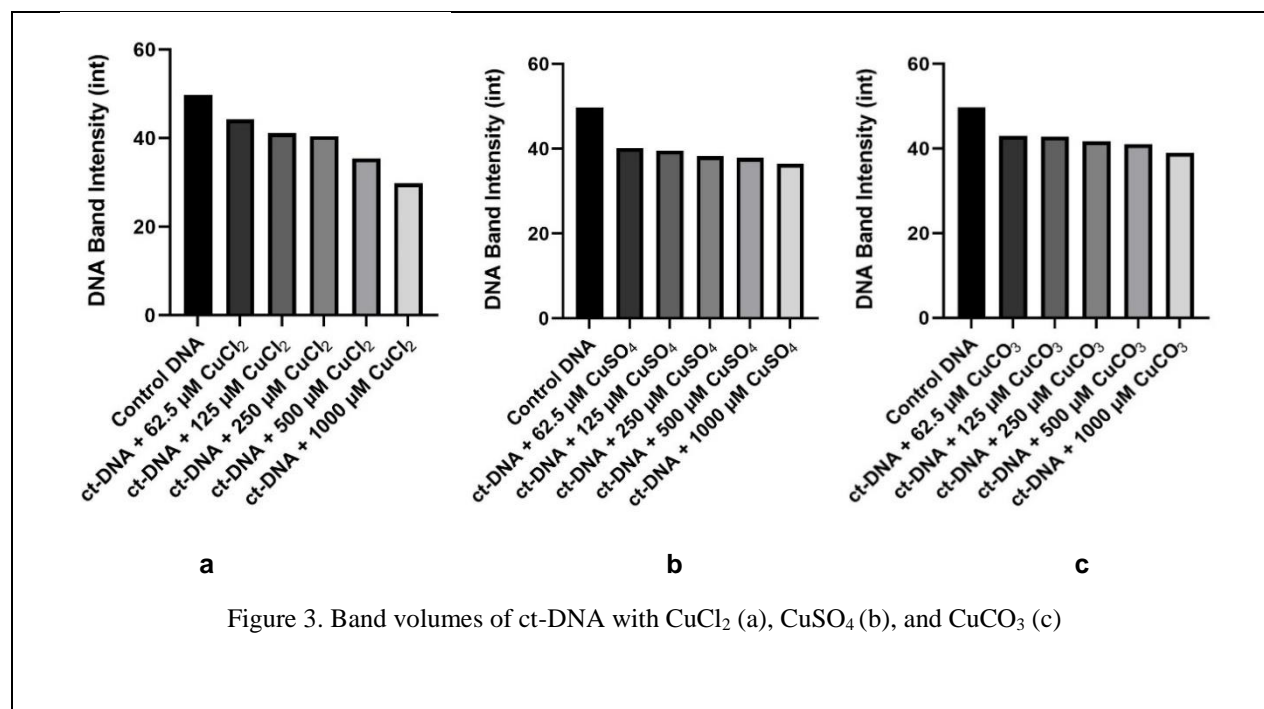 DNA Band Intensity (int)
60
40
20
0
Control DNA
ct-DNA + 62.5 µM CuCl₂
ct-DNA + 125 µM CuCl₂
ct-DNA + 250 µM CuCl₂
ct-DNA + 500 µM CuCl₂
ct-DNA + 1000 µM CuCl₂
a
DNA Band Intensity (int)
60
40
20
0
Control DNA
ct-DNA + 62.5 µM CuSO₄
ct-DNA + 125 µM CuSO₄
ct-DNA + 250 µM CuSO₄
ct-DNA + 500 µM CuSO₄
ct-DNA + 1000 µM CuSO₄
b
DNA Band Intensity (int)
60
40
20
0
Control DNA
ct-DNA + 62.5 µM CuCO₃
ct-DNA + 125 µM CuCO₃
ct-DNA + 250 µM CuCO₃
ct-DNA + 500 µM CuCO₃
ct-DNA + 1000 µM CuCO₃
c
Figure 3. Band volumes of ct-DNA with CuCl₂ (a), CuSO₄ (b), and CuCO₃ (c)